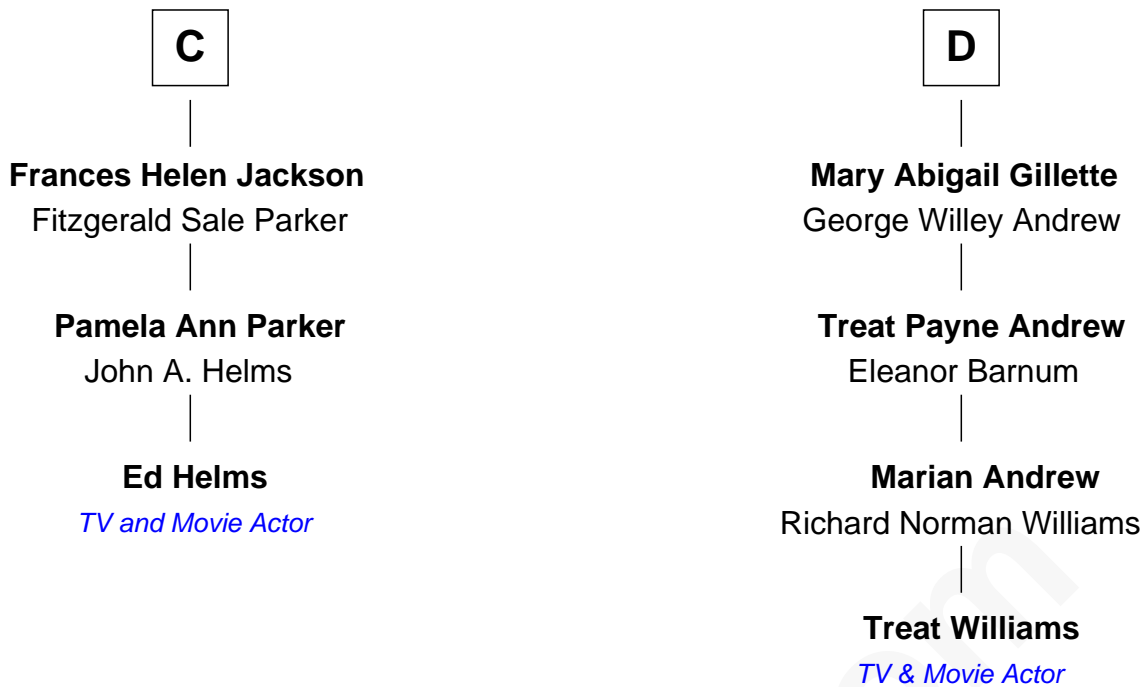 C
Frances Helen Jackson
Fitzgerald Sale Parker
Pamela Ann Parker
John A. Helms
Ed Helms
TV and Movie Actor
D
Mary Abigail Gillette
George Willey Andrew
Treat Payne Andrew
Eleanor Barnum
Marian Andrew
Richard Norman Williams
Treat Williams
TV & Movie Actor